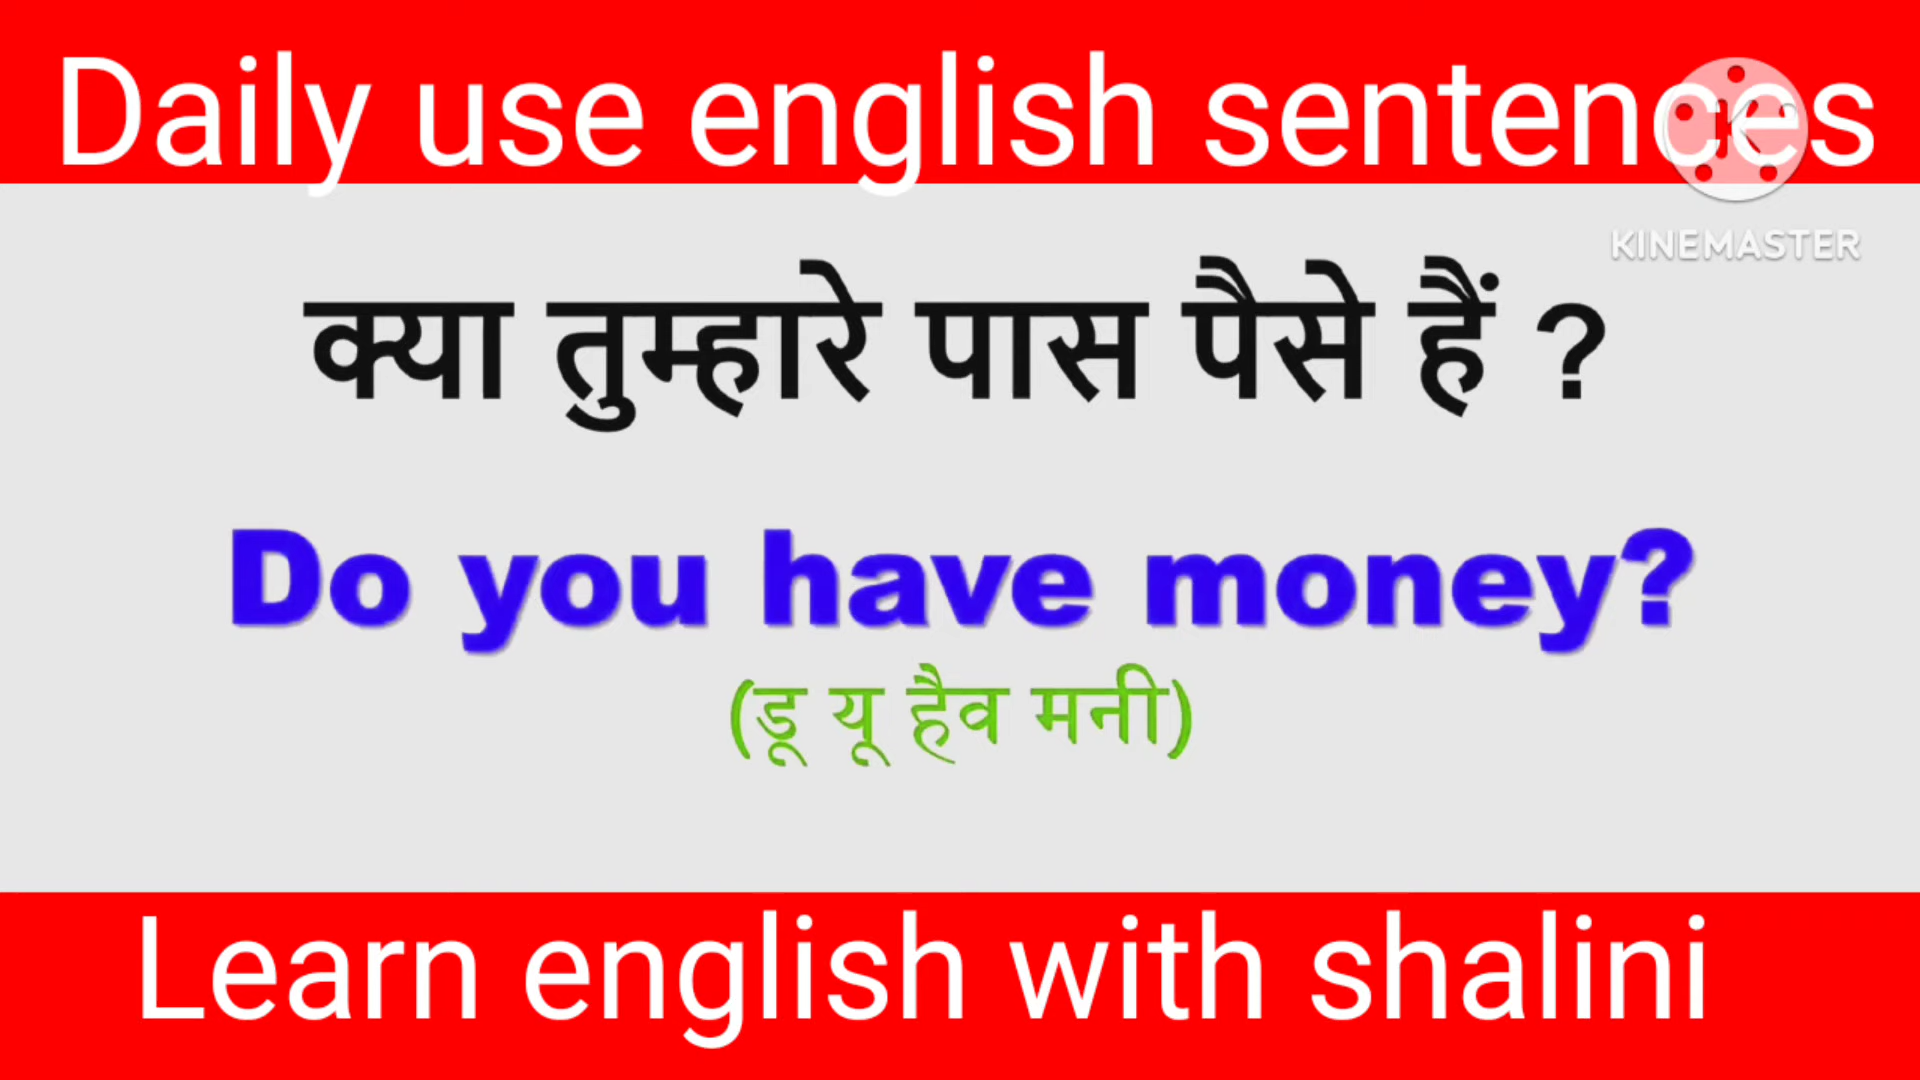 Daily use english sentences
KINEMASTER
क्या तुम्हारे पास पैसे हैं ?
Do you have money?
(डू यू हैव मनी)
Learn english with shalini